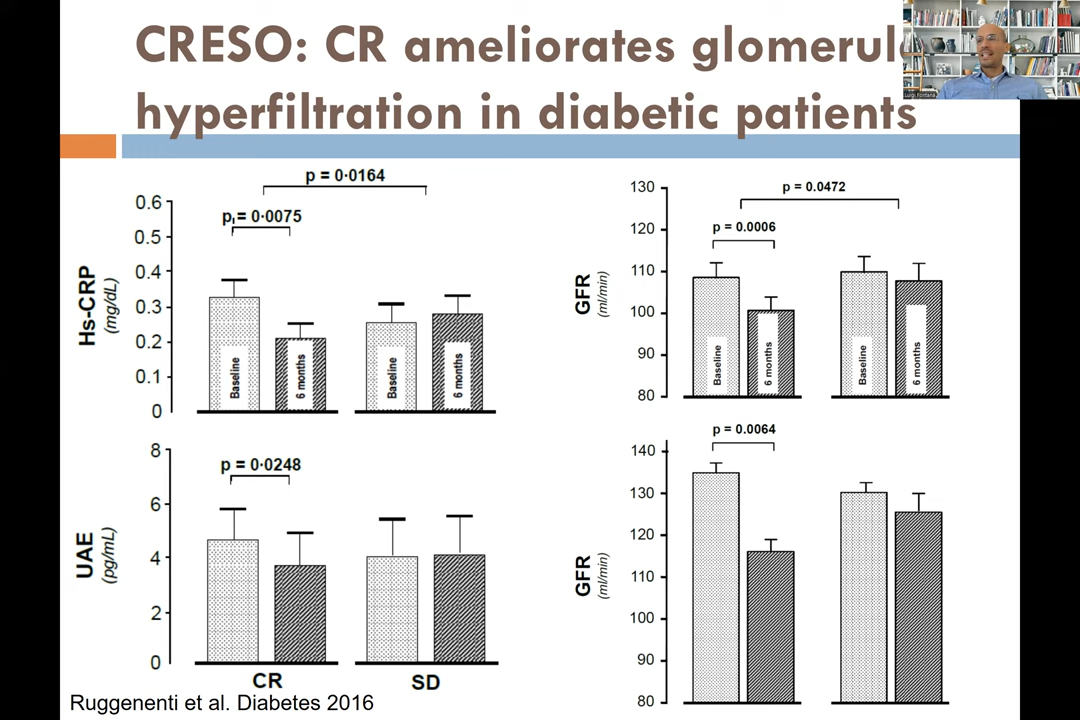 CRESO: CR ameliorates glomerul
hyperfiltration in diabetic patients
Luigi Fontana
p = 0·0164
p = 0·0075
0.6
0.5
0.4
0.3
0.2
0.1
0
Hs-CRP
(mg/dL)
Baseline
6 months
Baseline
6 months
p = 0.0472
p = 0.0006
130
120
110
100
90
80
GFR
(ml/min)
Baseline
6 months
Baseline
6 months
p = 0·0248
8
6
4
2
0
UAE
(pg/mL)
CR
SD
p = 0.0064
140
130
120
110
100
90
80
GFR
(ml/min)
Ruggenenti et al. Diabetes 2016